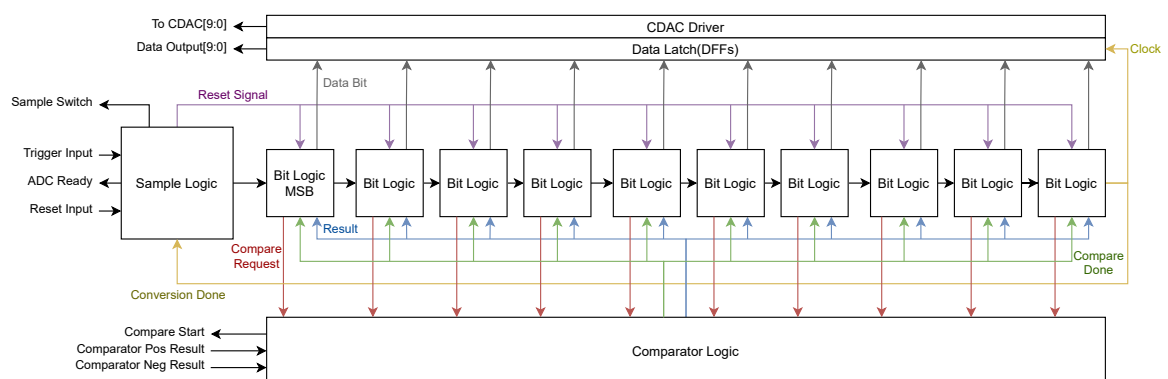 To CDAC[9:0]
CDAC Driver
Data Output[9:0]
Data Latch(DFFs)
Clock
Data Bit
Sample Switch
Reset Signal
Trigger Input
ADC Ready
Reset Input
Sample Logic
Bit Logic
MSB
Bit Logic
Bit Logic
Bit Logic
Bit Logic
Bit Logic
Bit Logic
Bit Logic
Bit Logic
Bit Logic
Result
Compare
Request
Compare
Done
Conversion Done
Compare Start
Comparator Pos Result
Comparator Neg Result
Comparator Logic